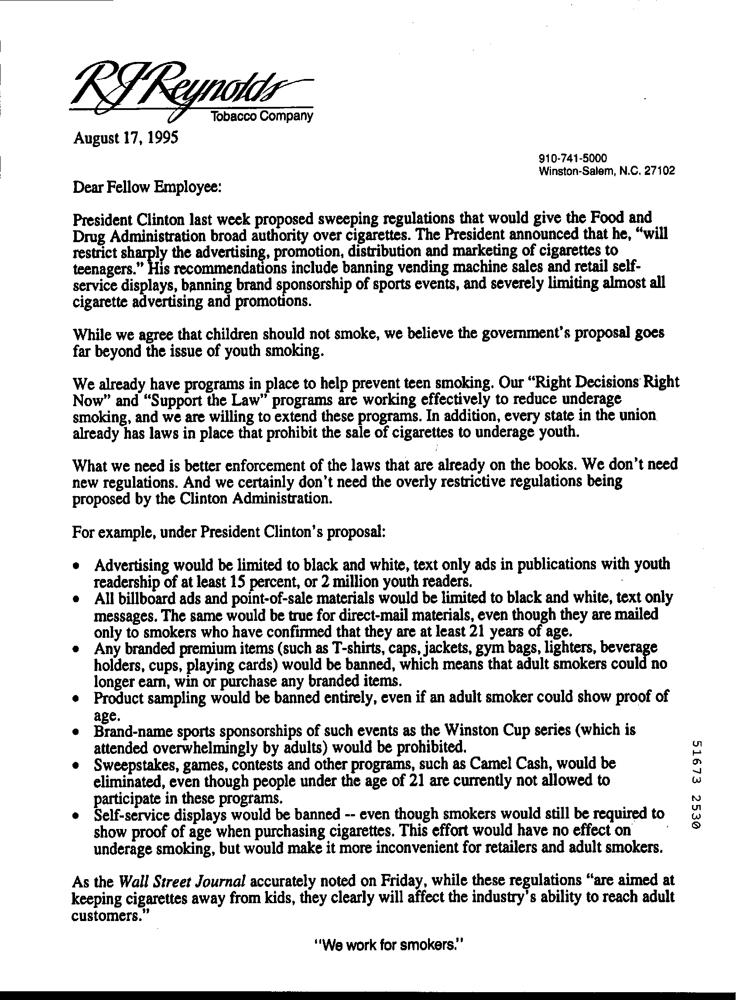 RJReynolds
Tobacco Company
August 17, 1995
910-741-5000
Winston-Salem, N.C. 27102
Dear Fellow Employee:
President Clinton last week proposed sweeping regulations that would give the Food and
Drug Administration broad authority over cigarettes. The President announced that he, “will
restrict sharply the advertising, promotion, distribution and marketing of cigarettes to
teenagers.” His recommendations include banning vending machine sales and retail self-
service displays, banning brand sponsorship of sports events, and severely limiting almost all
cigarette advertising and promotions.
While we agree that children should not smoke, we believe the government's proposal goes
far beyond the issue of youth smoking.
We already have programs in place to help prevent teen smoking. Our “Right Decisions Right
Now” and “Support the Law” programs are working effectively to reduce underage
smoking, and we are willing to extend these programs. In addition, every state in the union
already has laws in place that prohibit the sale of cigarettes to underage youth.
What we need is better enforcement of the laws that are already on the books. We don't need
new regulations. And we certainly don't need the overly restrictive regulations being
proposed by the Clinton Administration.
For example, under President Clinton's proposal:
• Advertising would be limited to black and white, text only ads in publications with youth
readership of at least 15 percent, or 2 million youth readers.
• All billboard ads and point-of-sale materials would be limited to black and white, text only
messages. The same would be true for direct-mail materials, even though they are mailed
only to smokers who have confirmed that they are at least 21 years of age.
• Any branded premium items (such as T-shirts, caps, jackets, gym bags, lighters, beverage
holders, cups, playing cards) would be banned, which means that adult smokers could no
longer earn, win or purchase any branded items.
• Product sampling would be banned entirely, even if an adult smoker could show proof of
age.
• Brand-name sports sponsorships of such events as the Winston Cup series (which is
attended overwhelmingly by adults) would be prohibited.
• Sweepstakes, games, contests and other programs, such as Camel Cash, would be
eliminated, even though people under the age of 21 are currently not allowed to
participate in these programs.
• Self-service displays would be banned -- even though smokers would still be required to
show proof of age when purchasing cigarettes. This effort would have no effect on
underage smoking, but would make it more inconvenient for retailers and adult smokers.
As the Wall Street Journal accurately noted on Friday, while these regulations “are aimed at
keeping cigarettes away from kids, they clearly will affect the industry's ability to reach adult
customers.”
"We work for smokers."
51673 2530